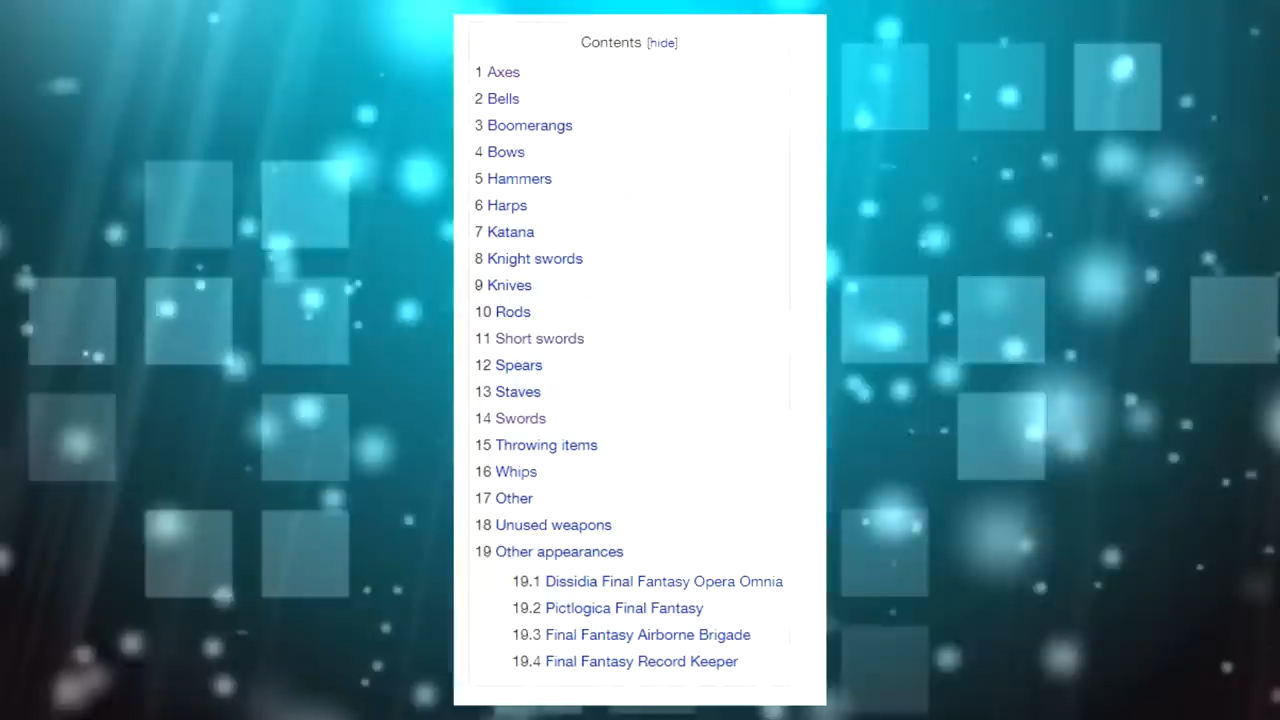 Contents [hide]
1 Axes
2 Bells
3 Boomerangs
4 Bows
5 Hammers
6 Harps
7 Katana
8 Knight swords
9 Knives
10 Rods
11 Short swords
12 Spears
13 Staves
14 Swords
15 Throwing items
16 Whips
17 Other
18 Unused weapons
19 Other appearances
19.1 Dissidia Final Fantasy Opera Omnia
19.2 Pictlogica Final Fantasy
19.3 Final Fantasy Airborne Brigade
19.4 Final Fantasy Record Keeper